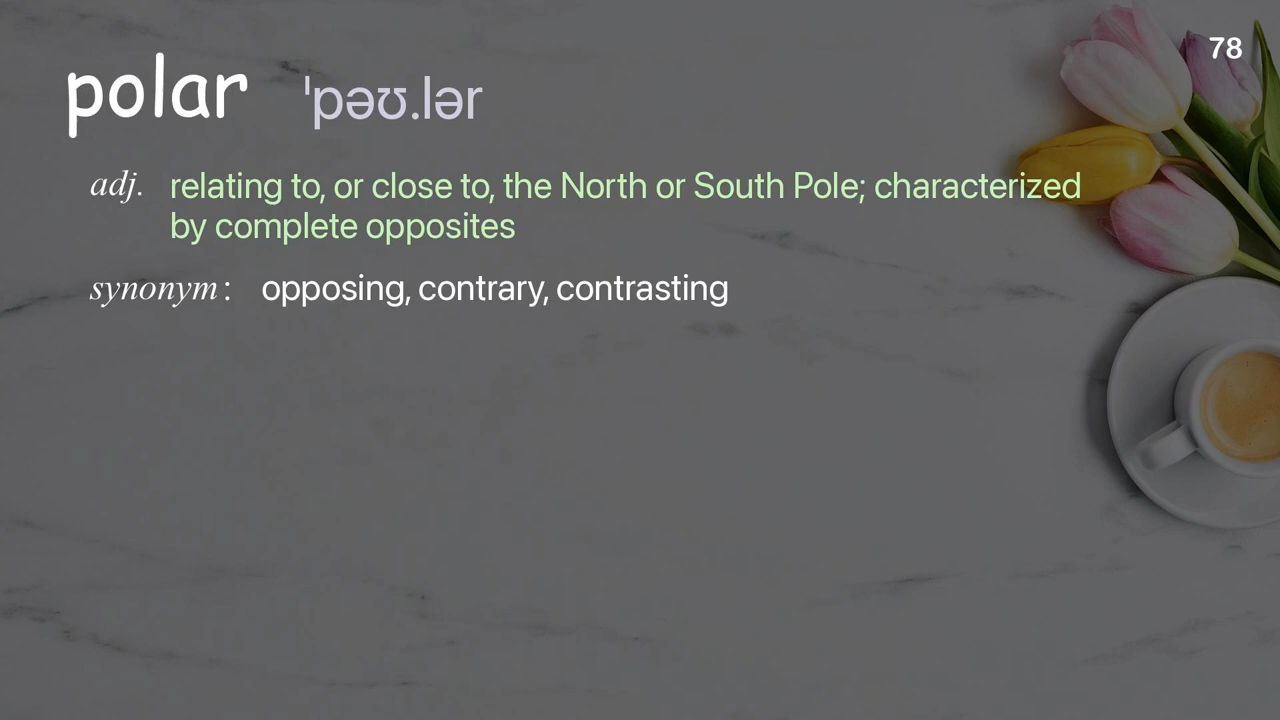 78
polar ˈpəʊ.lər
adj. relating to, or close to, the North or South Pole; characterized
by complete opposites
synonym: opposing, contrary, contrasting